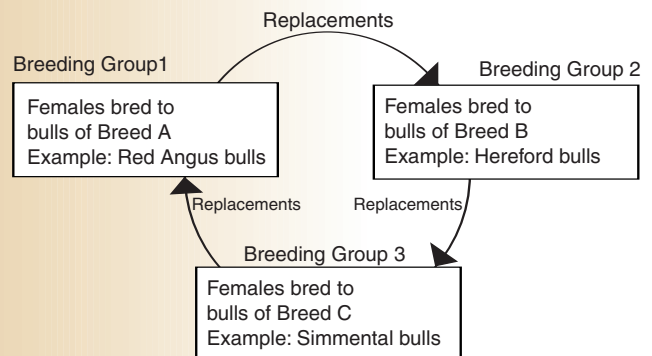 Replacements
Breeding Group1
Females bred to
bulls of Breed A
Example: Red Angus bulls
Breeding Group 2
Females bred to
bulls of Breed B
Example: Hereford bulls
Replacements
Replacements
Breeding Group 3
Females bred to
bulls of Breed C
Example: Simmental bulls